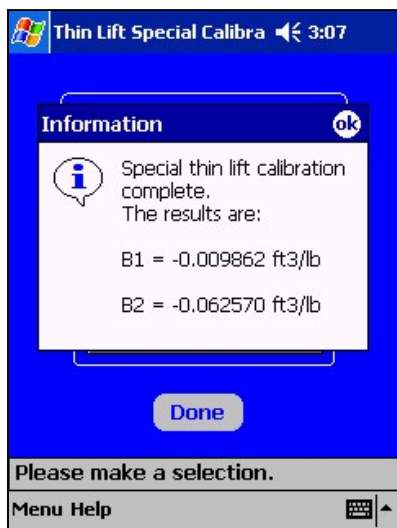 Thin Lift Special Calibra 3:07
Information ok
Special thin lift calibration
complete.
The results are:
B1 = -0.009862 ft3/lb
B2 = -0.062570 ft3/lb
Done
Please make a selection.
Menu Help